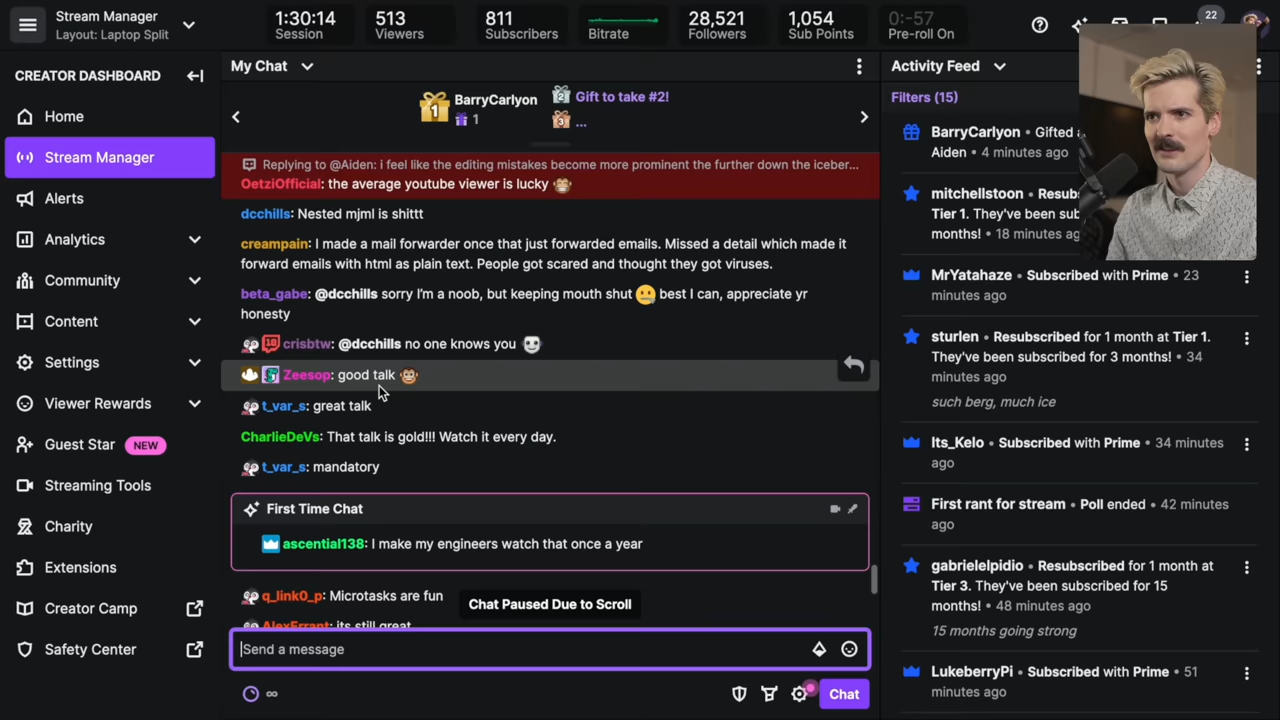 Stream Manager
Layout: Laptop Split
1:30:14
Session
513
Viewers
811
Subscribers
Bitrate
28,521
Followers
1,054
Sub Points
0:-57
Pre-roll On
22
CREATOR DASHBOARD
Home
Stream Manager
Alerts
Analytics
Community
Content
Settings
Viewer Rewards
Guest Star NEW
Streaming Tools
Charity
Extensions
Creator Camp
Safety Center
My Chat
1
BarryCarlyon
1
2
Gift to take #2!
3
...
Replying to @Aiden: i feel like the editing mistakes become more prominent the further down the iceber...
OetziOfficial: the average youtube viewer is lucky
dcchills: Nested mjml is shittt
creampain: I made a mail forwarder once that just forwarded emails. Missed a detail which made it
forward emails with html as plain text. People got scared and thought they got viruses.
beta_gabe: @dcchills sorry I'm a noob, but keeping mouth shut best I can, appreciate yr
honesty
crisbtw: @dcchills no one knows you
Zeesop: good talk
t_var_s: great talk
CharlieDeVs: That talk is gold!!! Watch it every day.
t_var_s: mandatory
First Time Chat
ascential138: I make my engineers watch that once a year
q_link0_p: Microtasks are fun
Chat Paused Due to Scroll
AlexErrant: its still great
Send a message
∞
Chat
Activity Feed
Filters (15)
BarryCarlyon • Gifted a
Aiden • 4 minutes ago
mitchellstoon • Resub
Tier 1. They've been sub
months! • 18 minutes ag
MrYatahaze • Subscribed with Prime • 23
minutes ago
sturlen • Resubscribed for 1 month at Tier 1.
They've been subscribed for 3 months! • 34
minutes ago
such berg, much ice
Its_Kelo • Subscribed with Prime • 34 minutes
ago
First rant for stream • Poll ended • 42 minutes
ago
gabrielelpidio • Resubscribed for 1 month at
Tier 3. They've been subscribed for 15
months! • 48 minutes ago
15 months going strong
LukeberryPi • Subscribed with Prime • 51
minutes ago